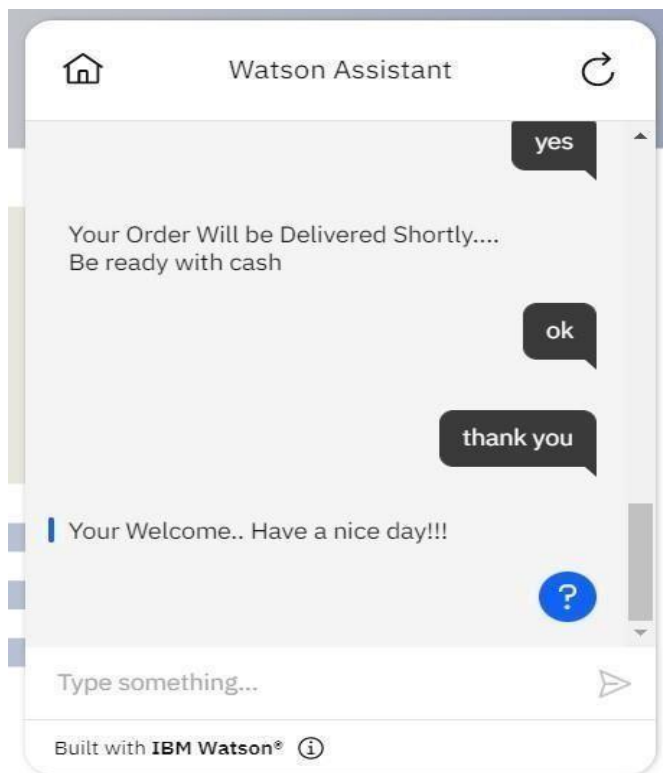 Watson Assistant
yes
Your Order Will be Delivered Shortly....
Be ready with cash
ok
thank you
Your Welcome.. Have a nice day!!!
?
Type something...
Built with IBM Watson®